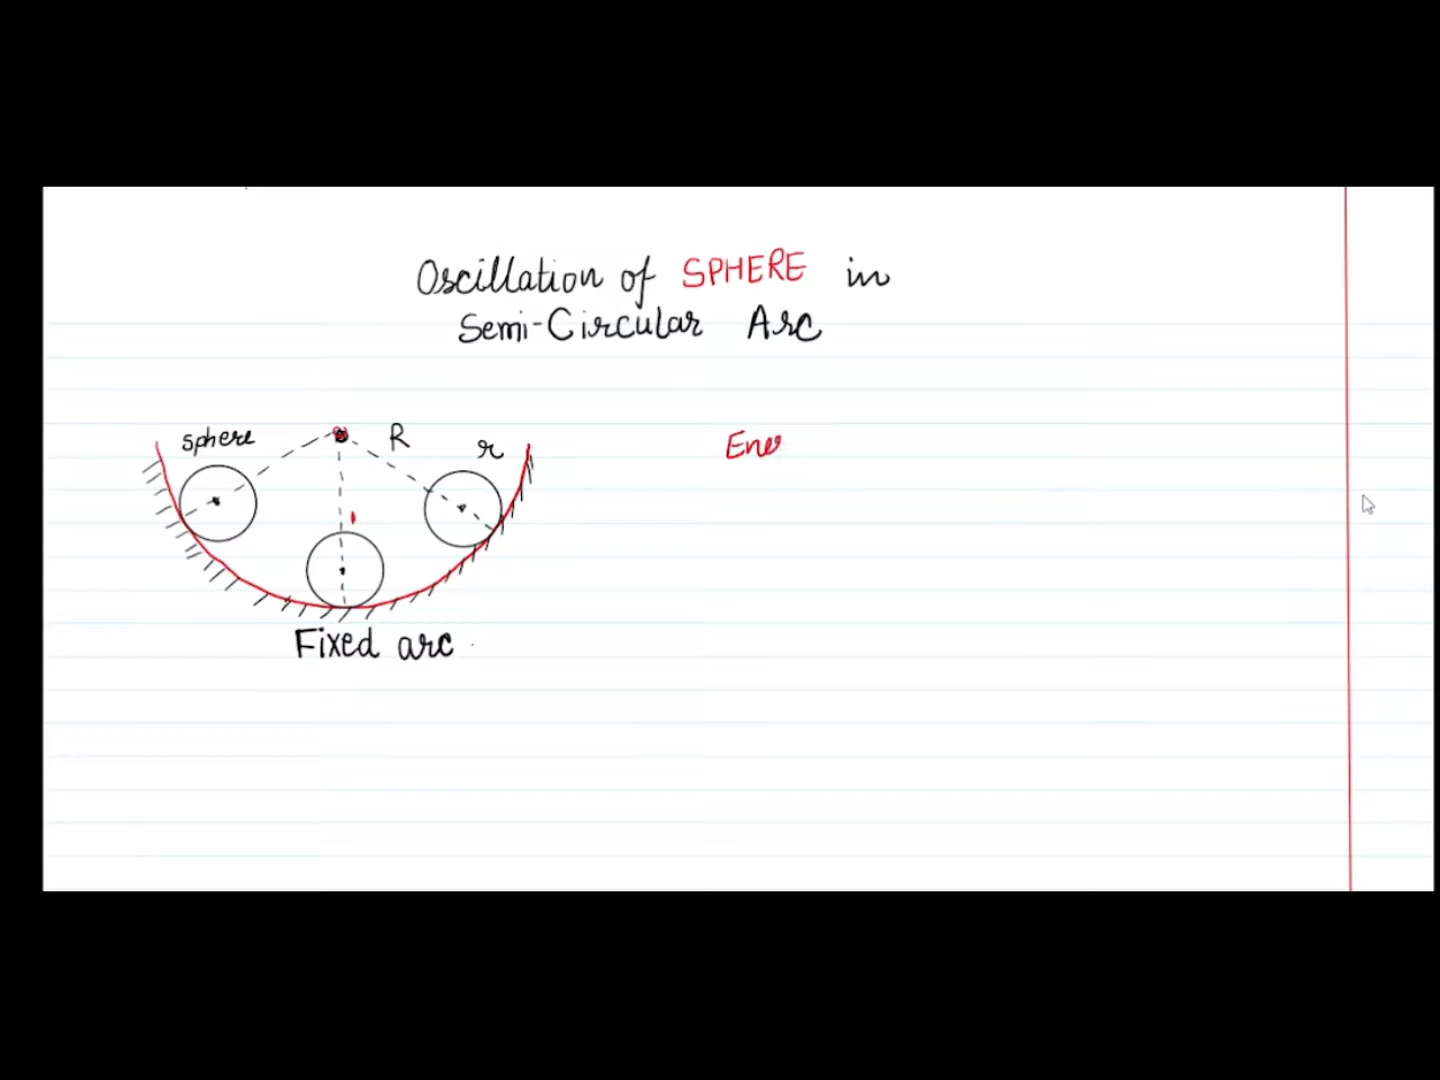 Oscillation of SPHERE in
Semi-Circular Arc
sphere
R
r
Ene
Fixed arc